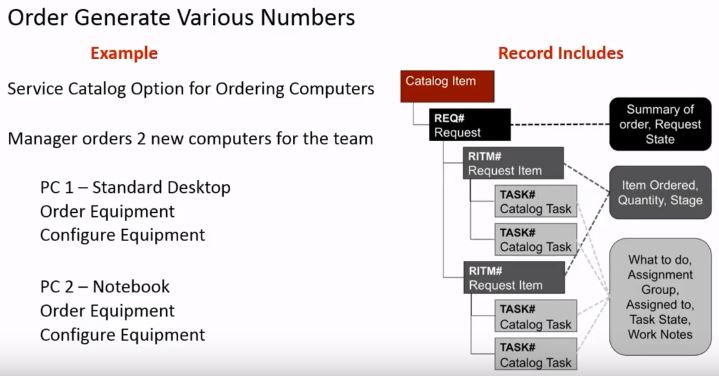 Order Generate Various Numbers
Example
Service Catalog Option for Ordering Computers
Manager orders 2 new computers for the team
PC 1 – Standard Desktop
Order Equipment
Configure Equipment
PC 2 – Notebook
Order Equipment
Configure Equipment
Record Includes
Catalog Item
REQ#
Request
RITM#
Request Item
TASK#
Catalog Task
TASK#
Catalog Task
RITM#
Request Item
TASK#
Catalog Task
TASK#
Catalog Task
Summary of
order, Request
State
Item Ordered,
Quantity, Stage
What to do,
Assignment
Group,
Assigned to,
Task State,
Work Notes